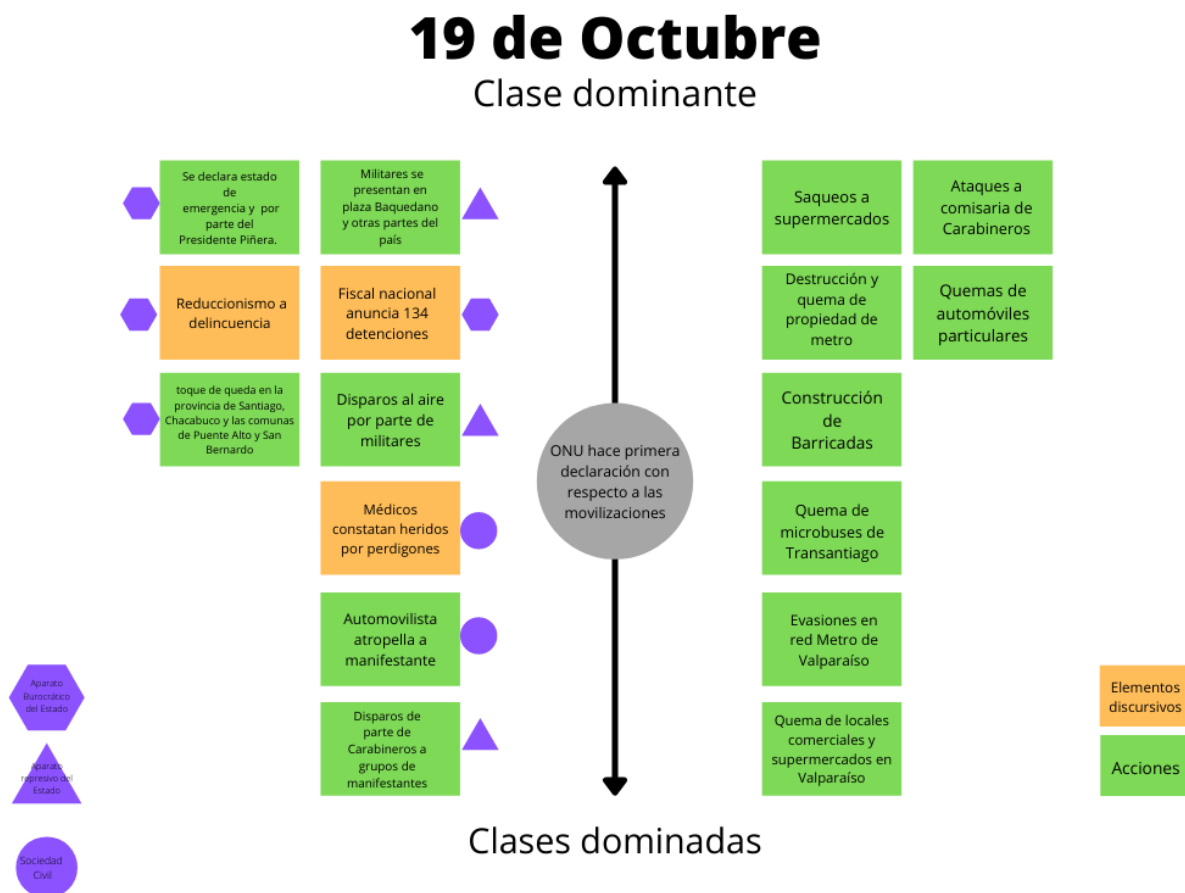 19 de Octubre
Clase dominante
Se declara estado
de
emergencia y por
parte del
Presidente Piñera.
Militares se
presentan en
plaza Baquedano
y otras partes del
país
Saqueos a
supermercados
Ataques a
comisaria de
Carabineros
Reduccionismo a
delincuencia
Fiscal nacional
anuncia 134
detenciones
Destrucción y
quema de
propiedad de
metro
Quemas de
automóviles
particulares
toque de queda en la
provincia de Santiago,
Chacabuco y las comunas
de Puente Alto y San
Bernardo
Disparos al aire
por parte de
militares
Construcción
de
Barricadas
ONU hace primera
declaración con
respecto a las
movilizaciones
Médicos
constatan heridos
por perdigones
Quema de
microbuses de
Transantiago
Automovilista
atropella a
manifestante
Evasiones en
red Metro de
Valparaíso
Disparos de
parte de
Carabineros a
grupos de
manifestantes
Quema de locales
comerciales y
supermercados en
Valparaíso
Clases dominadas
Aparato
Burocrático
del Estado
Aparato
represivo del
Estado
Sociedad
Civil
Elementos
discursivos
Acciones